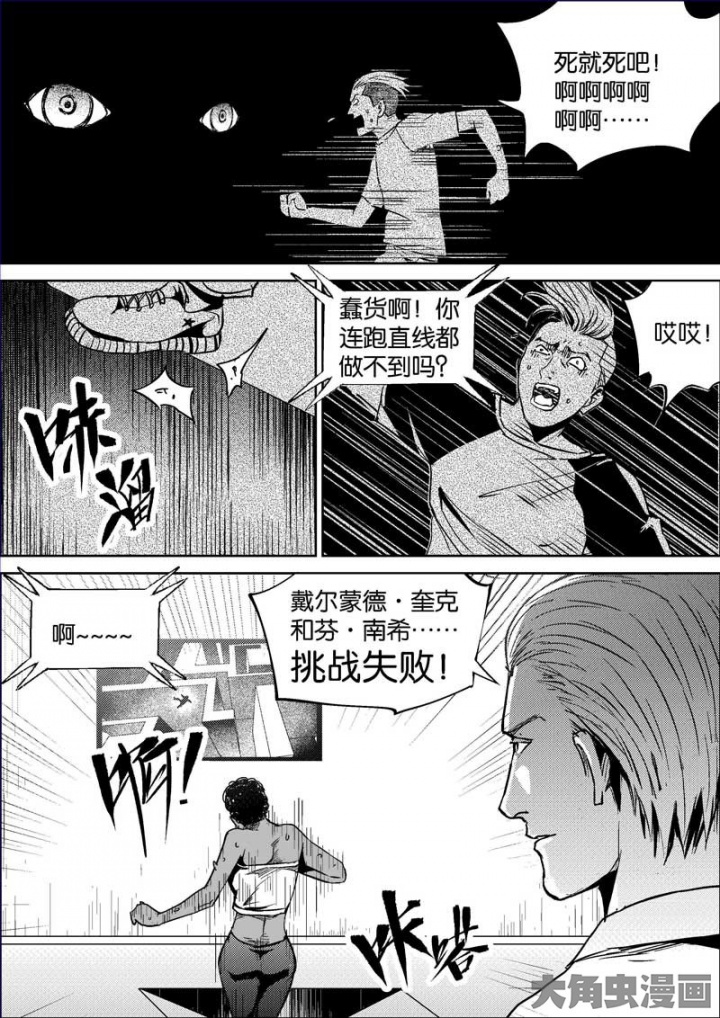 死就死吧！
啊啊啊啊
啊啊……
蠢货啊！你
连跑直线都
做不到吗？
哎哎！
哧
溜
啊~~~~
戴尔蒙德·奎克
和芬·南希……
挑战失败！
咔
嗒
大角虫漫画